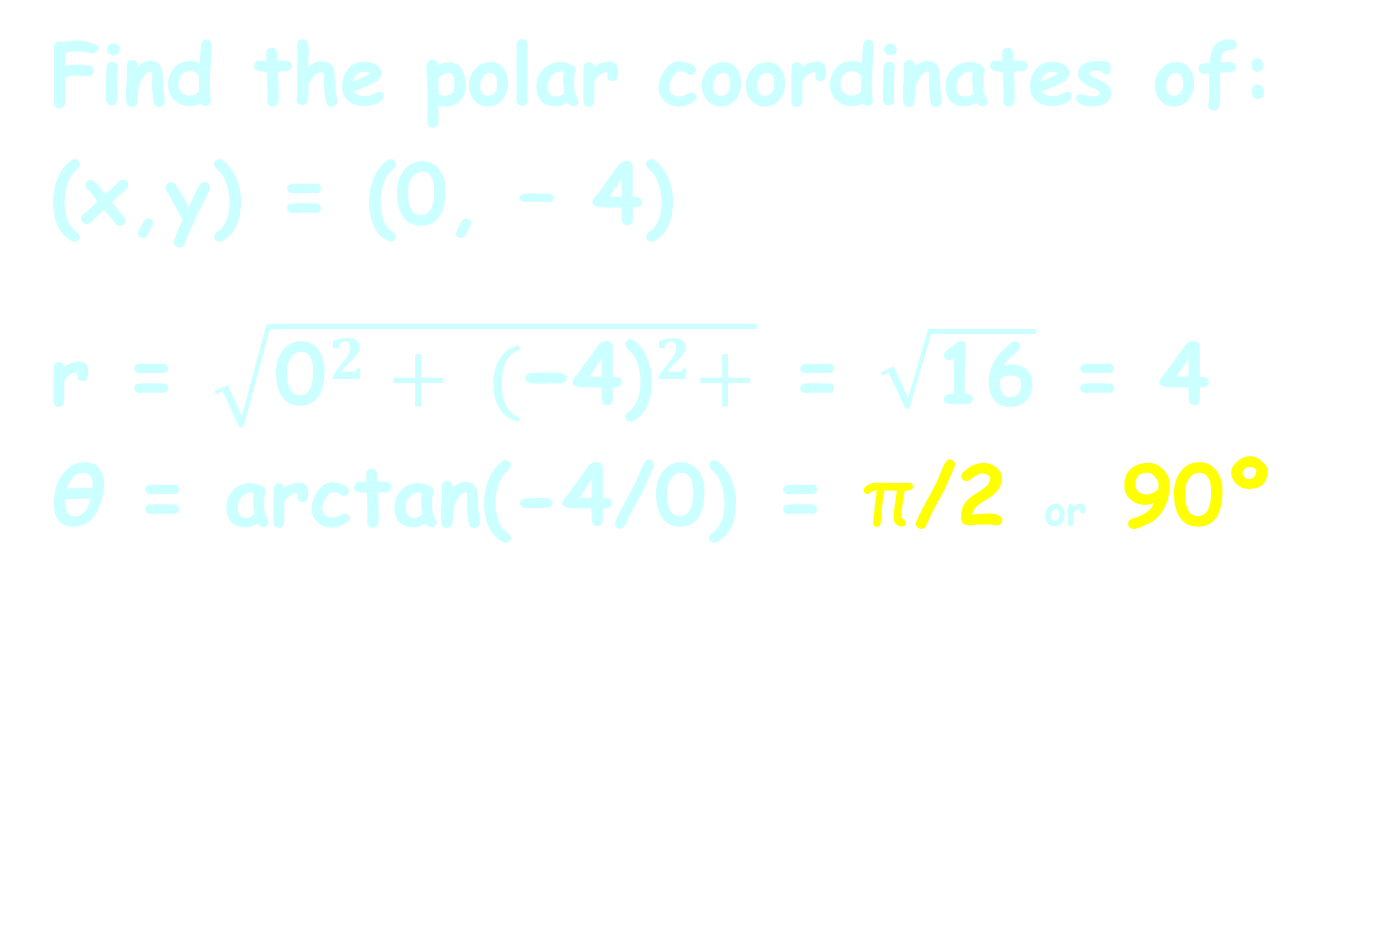 Find the polar coordinates of:
(x,y) = (0, – 4)
r = √(0² + (−4)²+) = √16 = 4
θ = arctan(-4/0) = π/2 or 90°